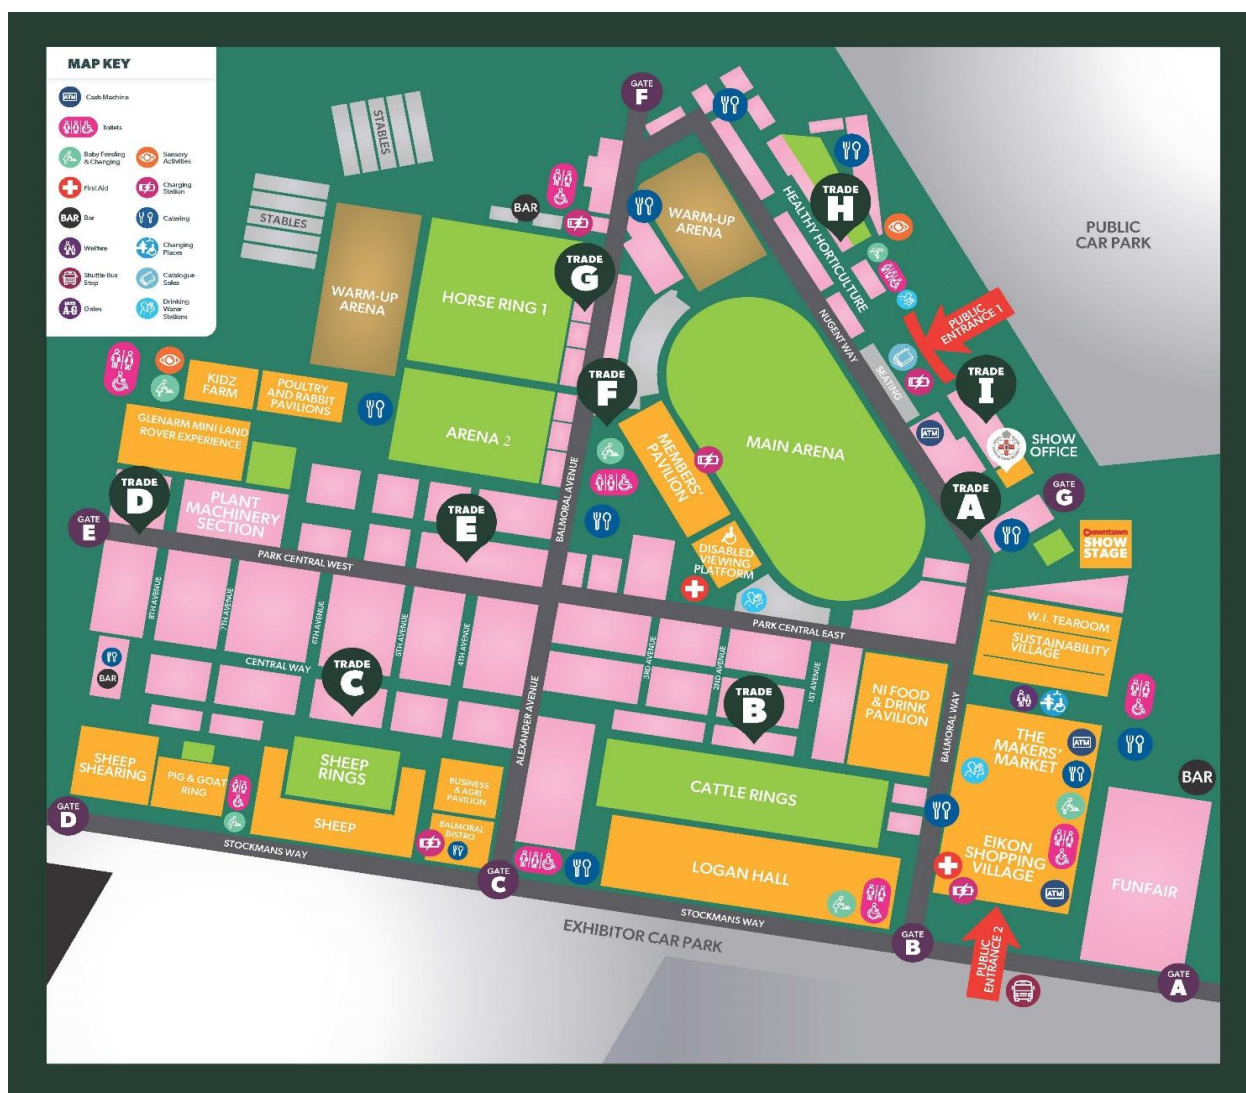 MAP KEY
ATM Cash Machine
Toilets
Baby Feeding
& Changing
Sensory
Activities
First Aid
Charging
Station
BAR Bar
Catering
Welfare
Changing
Places
Shuttle Bus
Stop
Catalogue
Sales
Gates
Drinking
Water
Stations
GATE
F
STABLES
STABLES
BAR
WARM-UP
ARENA
WARM-UP
ARENA
TRADE
H
HEALTHY HORTICULTURE
PUBLIC
CAR PARK
TRADE
G
HORSE RING 1
NUGENT WAY
PUBLIC
ENTRANCE 1
SEATING
TRADE
F
TRADE
I
KIDZ
FARM
POULTRY
AND RABBIT
PAVILIONS
GLENARM MINI LAND
ROVER EXPERIENCE
ARENA 2
MEMBERS'
PAVILION
MAIN ARENA
ATM
SHOW
OFFICE
TRADE
D
PLANT
MACHINERY
SECTION
TRADE
E
BALMORAL AVENUE
TRADE
A
GATE
G
GATE
E
DISABLED
VIEWING
PLATFORM
Downtown
SHOW
STAGE
PARK CENTRAL WEST
PARK CENTRAL EAST
8TH AVENUE
7TH AVENUE
6TH AVENUE
5TH AVENUE
4TH AVENUE
3RD AVENUE
2ND AVENUE
1ST AVENUE
W.I. TEAROOM
SUSTAINABILITY
VILLAGE
BAR
CENTRAL WAY
TRADE
C
ALEXANDER AVENUE
TRADE
B
NI FOOD
& DRINK
PAVILION
BALMORAL WAY
THE
MAKERS'
MARKET
ATM
BAR
SHEEP
SHEARING
PIG & GOAT
RING
SHEEP
RINGS
SHEEP
BUSINESS
& AGRI
PAVILION
BALMORAL
BISTRO
CATTLE RINGS
LOGAN HALL
EIKON
SHOPPING
VILLAGE
ATM
FUNFAIR
GATE
D
STOCKMANS WAY
GATE
C
STOCKMANS WAY
EXHIBITOR CAR PARK
GATE
B
PUBLIC
ENTRANCE 2
GATE
A